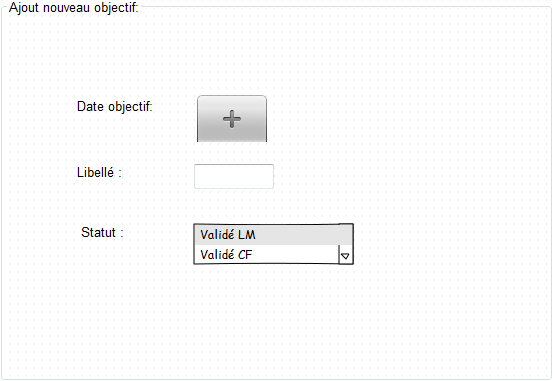 Ajout nouveau objectif:
Date objectif:
Libellé :
Statut :
Validé LM
Validé CF